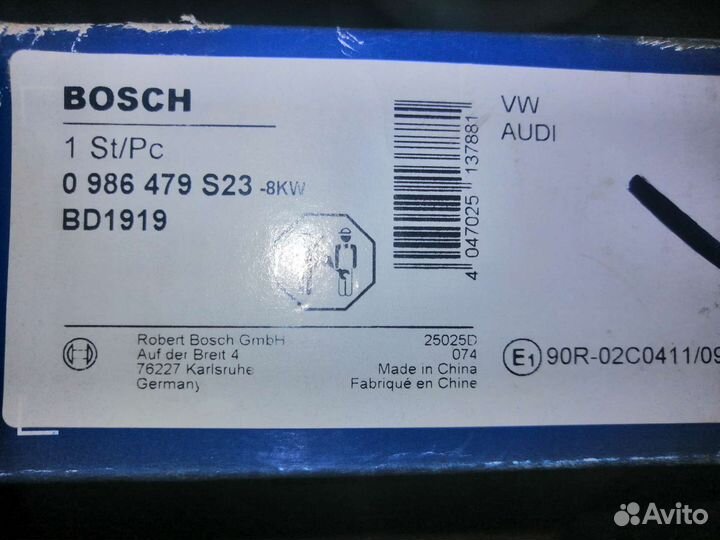 BOSCH
1 St/Pc
0 986 479 S23 -8KW
BD1919
4 047025 137881
VW
AUDI
Robert Bosch GmbH
Auf der Breit 4
76227 Karlsruhe
Germany
25025D
074
Made in China
Fabriqué en Chine
E1 90R-02C0411/09
Avito